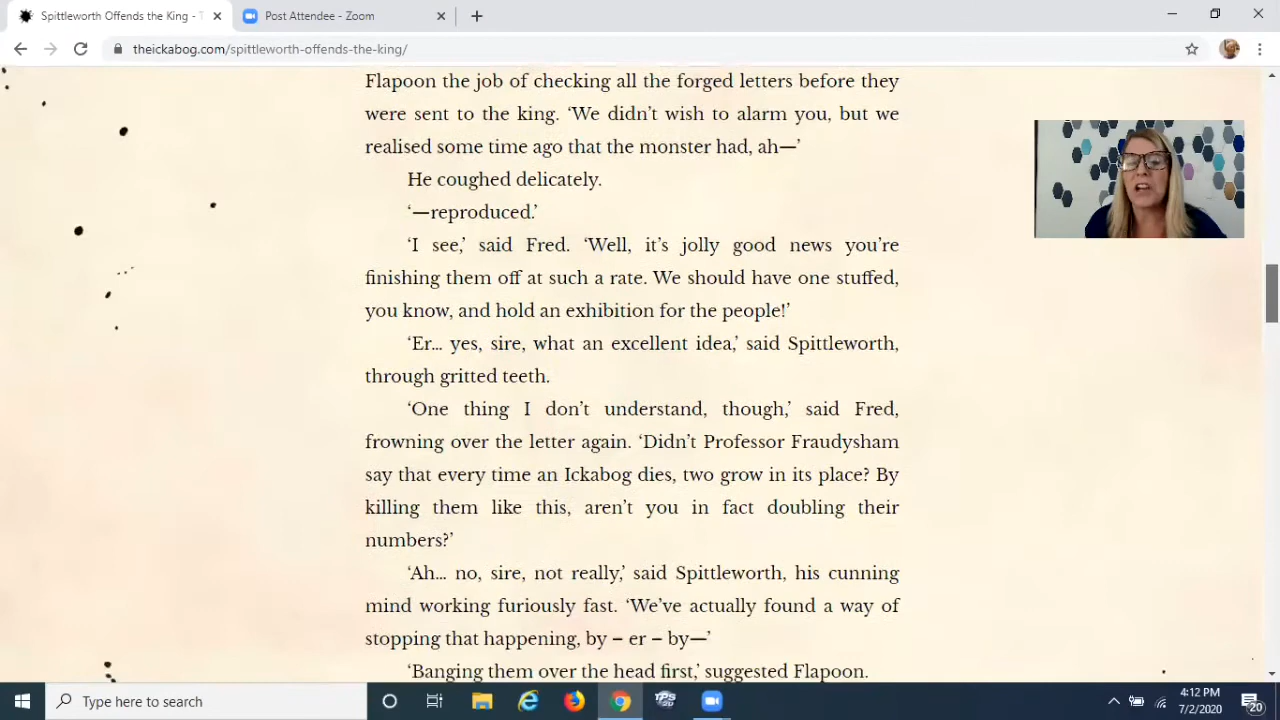 Spittleworth Offends the King - T
Post Attendee - Zoom
theickabog.com/spittleworth-offends-the-king/
Flapoon the job of checking all the forged letters before they
were sent to the king. ‘We didn’t wish to alarm you, but we
realised some time ago that the monster had, ah—’
He coughed delicately.
‘—reproduced.’
‘I see,’ said Fred. ‘Well, it’s jolly good news you’re
finishing them off at such a rate. We should have one stuffed,
you know, and hold an exhibition for the people!’
‘Er… yes, sire, what an excellent idea,’ said Spittleworth,
through gritted teeth.
‘One thing I don’t understand, though,’ said Fred,
frowning over the letter again. ‘Didn’t Professor Fraudysham
say that every time an Ickabog dies, two grow in its place? By
killing them like this, aren’t you in fact doubling their
numbers?’
‘Ah… no, sire, not really,’ said Spittleworth, his cunning
mind working furiously fast. ‘We’ve actually found a way of
stopping that happening, by – er – by—’
‘Banging them over the head first,’ suggested Flapoon.
Type here to search
4:12 PM
7/2/2020
20